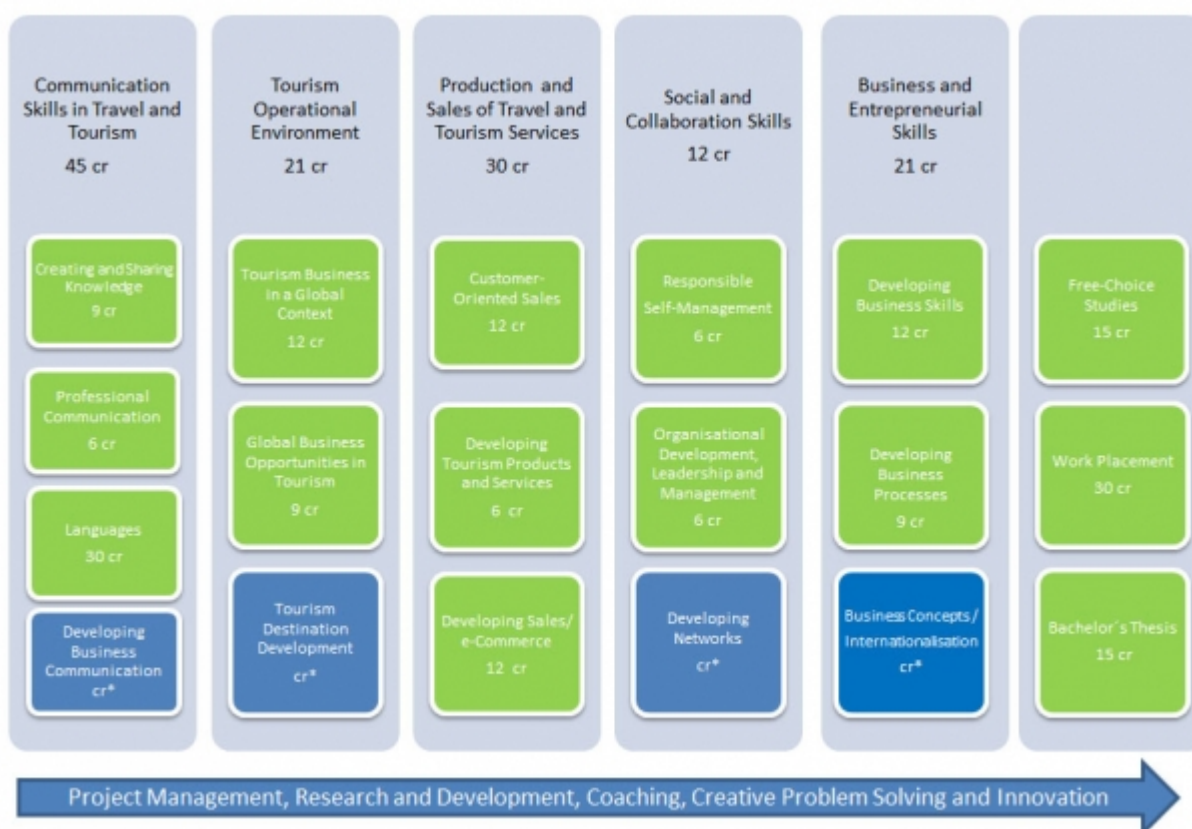 Communication
Skills in Travel and
Tourism
45 cr
Creating and Sharing
Knowledge
9 cr
Professional
Communication
6 cr
Languages
30 cr
Developing
Business
Communication
cr*
Tourism
Operational
Environment
21 cr
Tourism Business
in a Global
Context
12 cr
Global Business
Opportunities in
Tourism
9 cr
Tourism
Destination
Development
cr*
Production and
Sales of Travel and
Tourism Services
30 cr
Customer-
Oriented Sales
12 cr
Developing
Tourism Products
and Services
6 cr
Developing Sales/
e-Commerce
12 cr
Social and
Collaboration Skills
12 cr
Responsible
Self-Management
6 cr
Organisational
Development,
Leadership and
Management
6 cr
Developing
Networks
cr*
Business and
Entrepreneurial
Skills
21 cr
Developing
Business Skills
12 cr
Developing
Business
Processes
9 cr
Business Concepts/
Internationalisation
cr*
Free-Choice
Studies
15 cr
Work Placement
30 cr
Bachelor´s Thesis
15 cr
Project Management, Research and Development, Coaching, Creative Problem Solving and Innovation